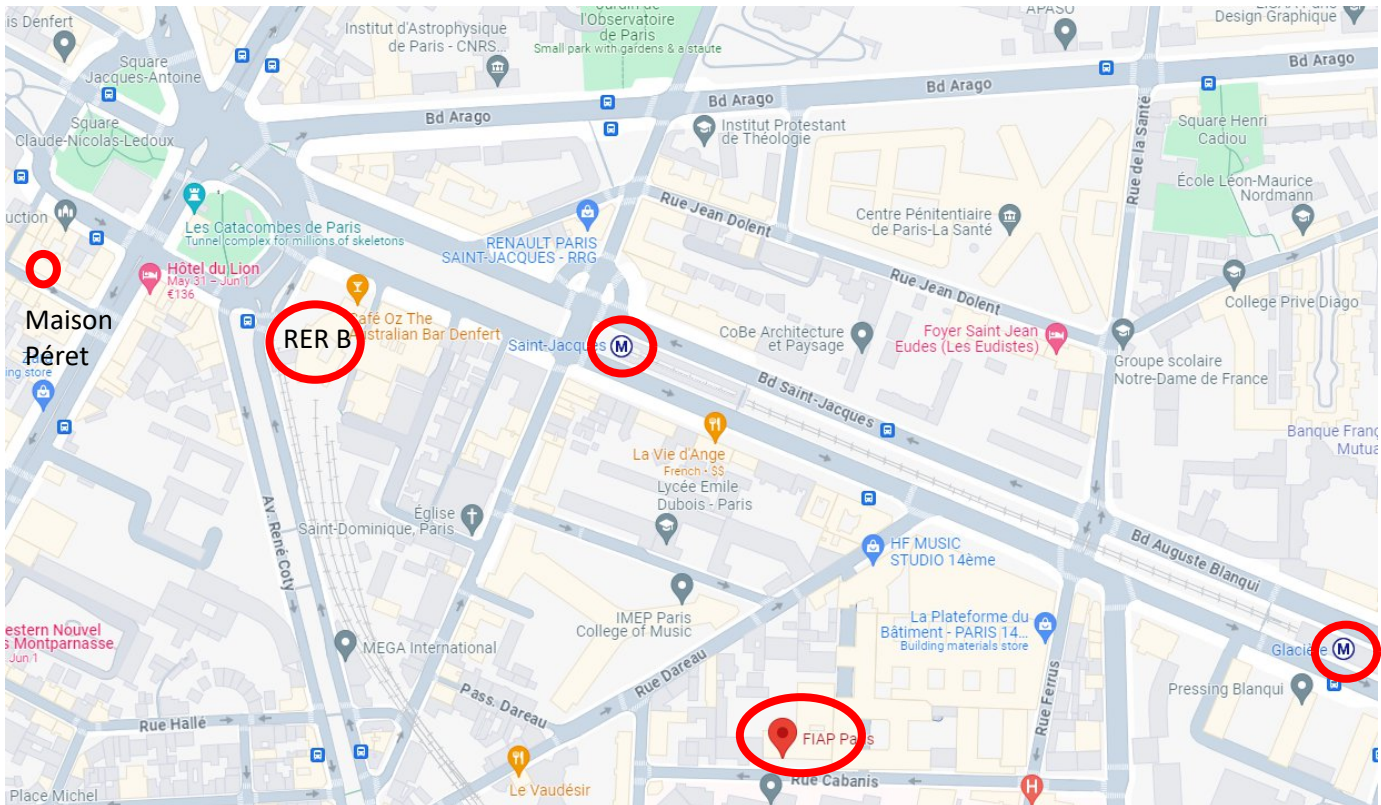 is Denfert
Square
Jacques-Antoine
Square
Claude-Nicolas-Ledoux
Institut d'Astrophysique
de Paris - CNRS...
l'Observatoire
de Paris
Small park with gardens & a staute
APASU
Design Graphique
Bd Arago
Bd Arago
Bd Arago
Bd Arago
Institut Protestant
de Théologie
Rue de la Santé
Square Henri
Cadiou
École Léon-Maurice
Nordmann
Les Catacombes de Paris
Tunnel complex for millions of skeletons
RENAULT PARIS
SAINT-JACQUES - RRG
Rue Jean Dolent
Centre Pénitentiaire
de Paris-La Santé
uction
Hôtel du Lion
May 31 – Jun 1
€136
Maison
Péret
ing store
RER B
Café Oz The
Australian Bar Denfert
Saint-Jacques
M
CoBe Architecture
et Paysage
Rue Jean Dolent
Foyer Saint Jean
Eudes (Les Eudistes)
College Prive Diago
Groupe scolaire
Notre-Dame de France
Bd Saint-Jacques
La Vie d'Ange
French • $$
Lycée Emile
Dubois - Paris
Banque Franç
Mutua
Av. René Coty
Église
Saint-Dominique, Paris
HF MUSIC
STUDIO 14ème
Bd Auguste Blanqui
IMEP Paris
College of Music
La Plateforme du
Bâtiment - PARIS 14...
Building materials store
estern Nouvel
s Montparnasse
Jun 1
MEGA International
Rue Dareau
Glacière
M
Pressing Blanqui
Rue Ferrus
Pass. Dareau
Rue Hallé
FIAP Paris
Rue Cabanis
H
Le Vaudésir
Place Michel